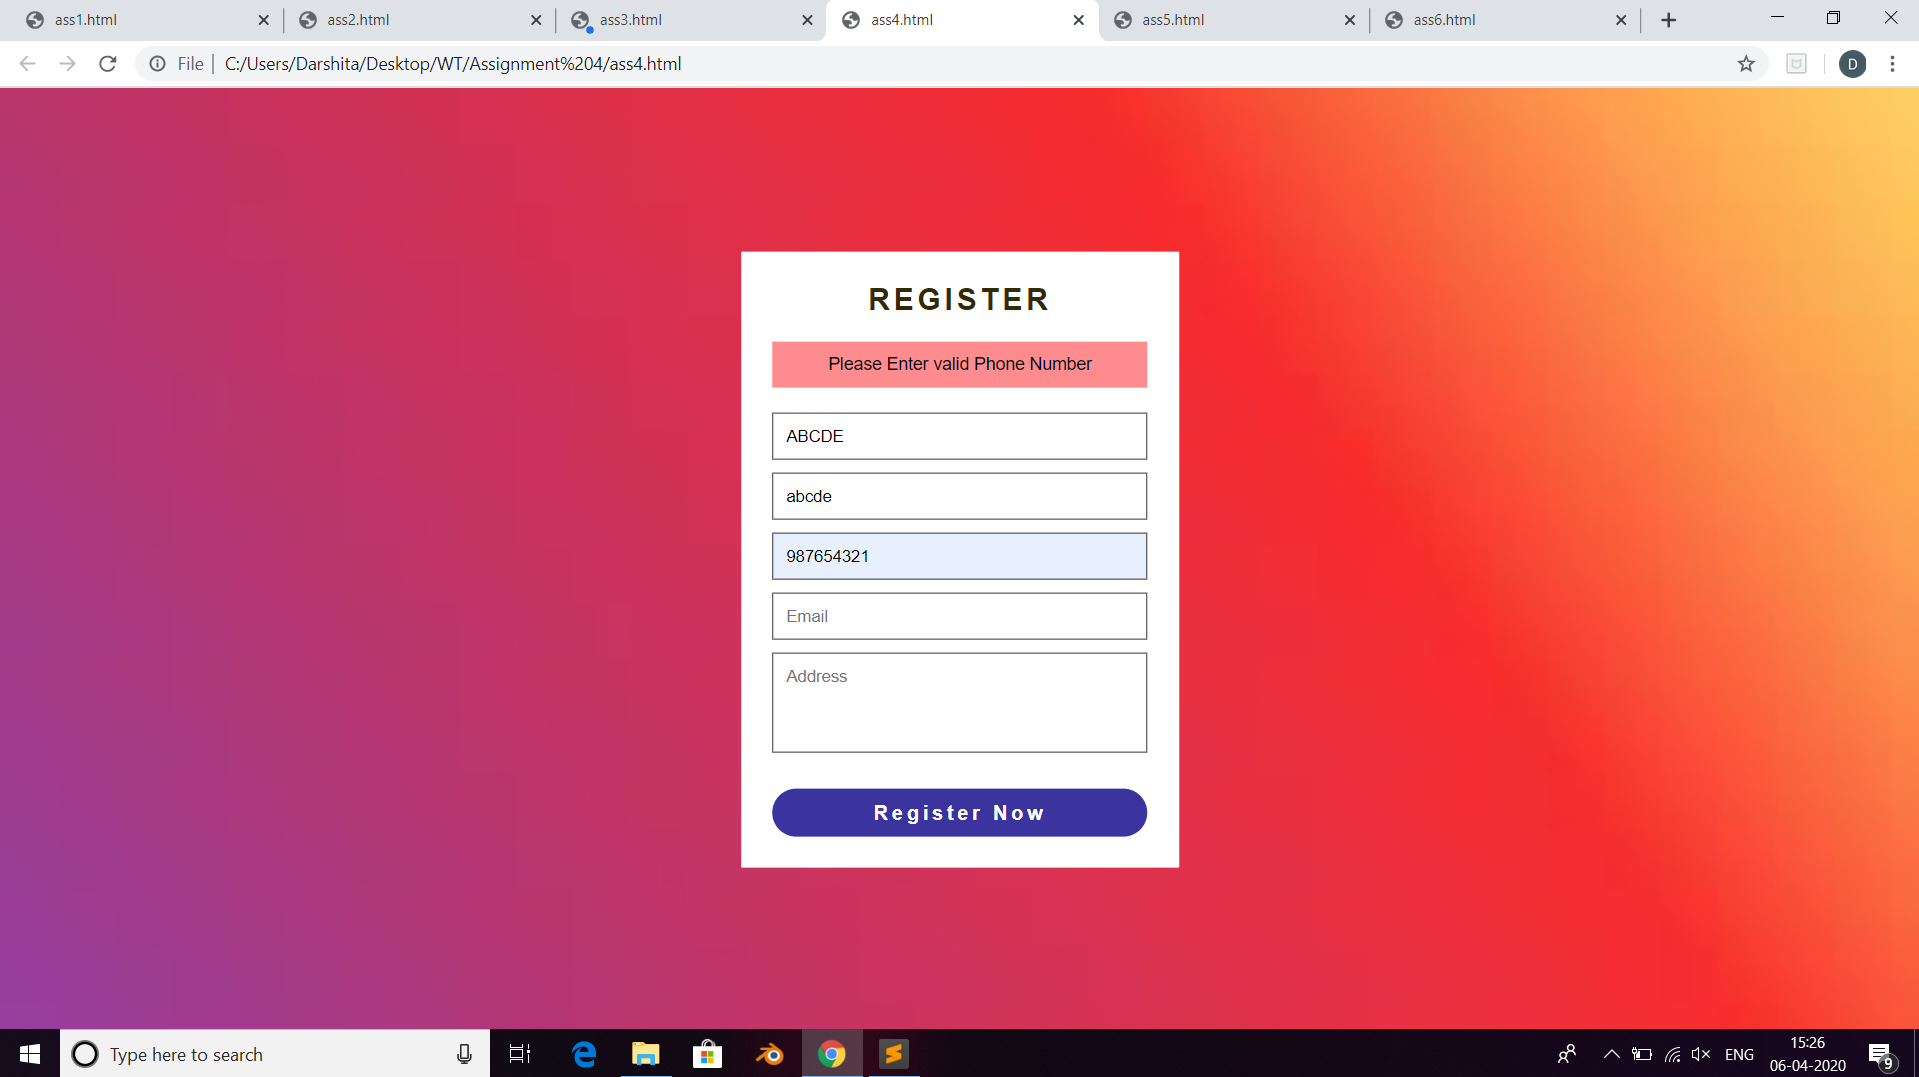 ass1.html
ass2.html
ass3.html
ass4.html
ass5.html
ass6.html
File
C:/Users/Darshita/Desktop/WT/Assignment%204/ass4.html
D
REGISTER
Please Enter valid Phone Number
ABCDE
abcde
987654321
Email
Address
Register Now
Type here to search
ENG
15:26
06-04-2020
9